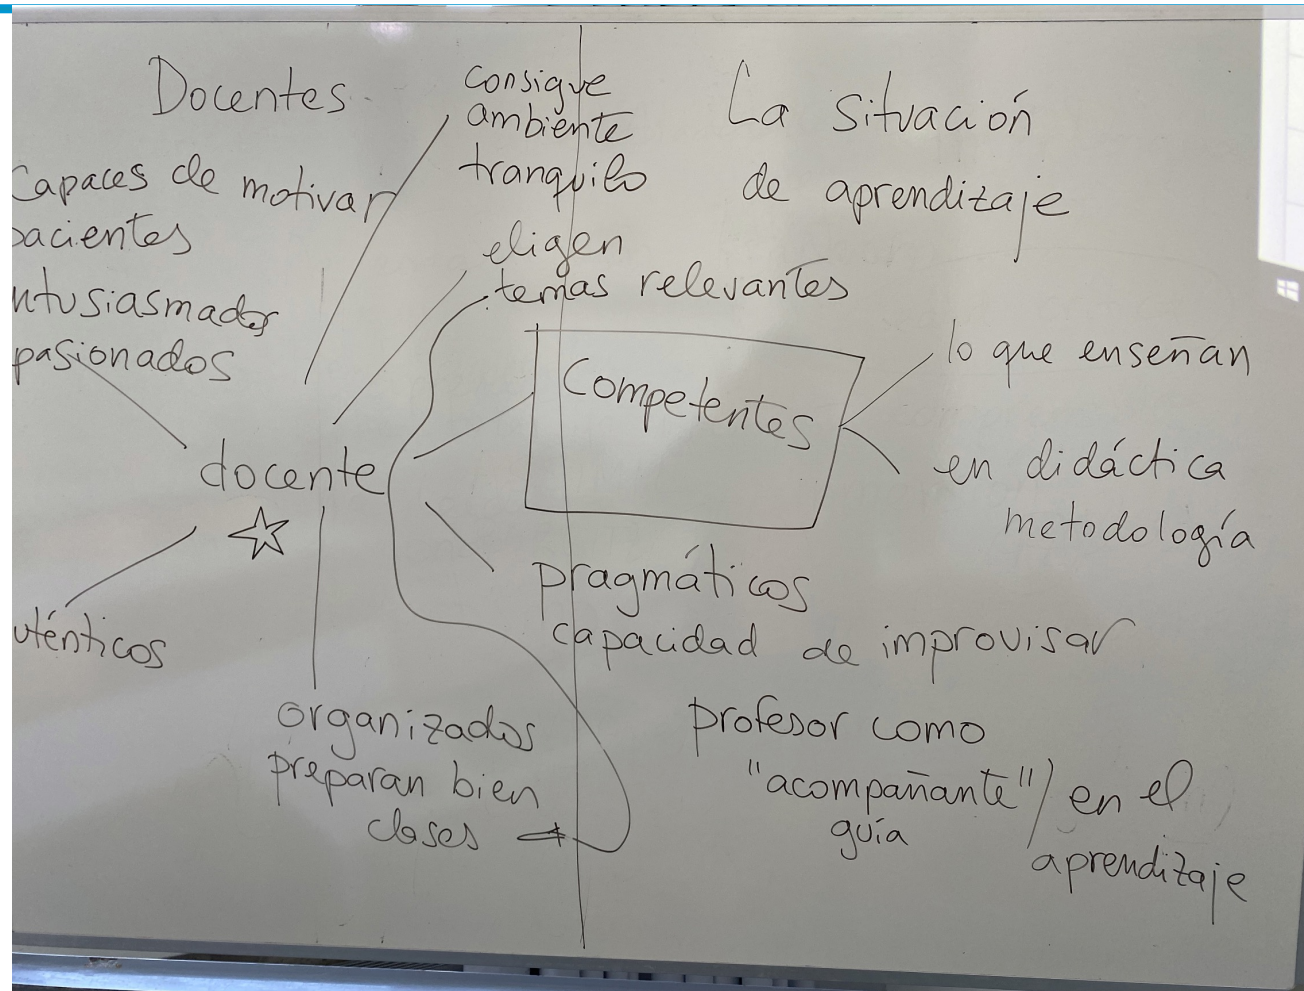 Docentes
capaces de motivar
pacientes
ntusiasmador
pasionados
consigue
ambiente
tranquilo
eligen
temas relevantes
La situación
de aprendizaje
docente
Competentes
lo que enseñan
en didáctica
metodología
pragmáticos
capacidad de improvisar
uténticos
organizados
preparan bien
clases
profesor como
"acompañante" / en el
guía
aprendizaje